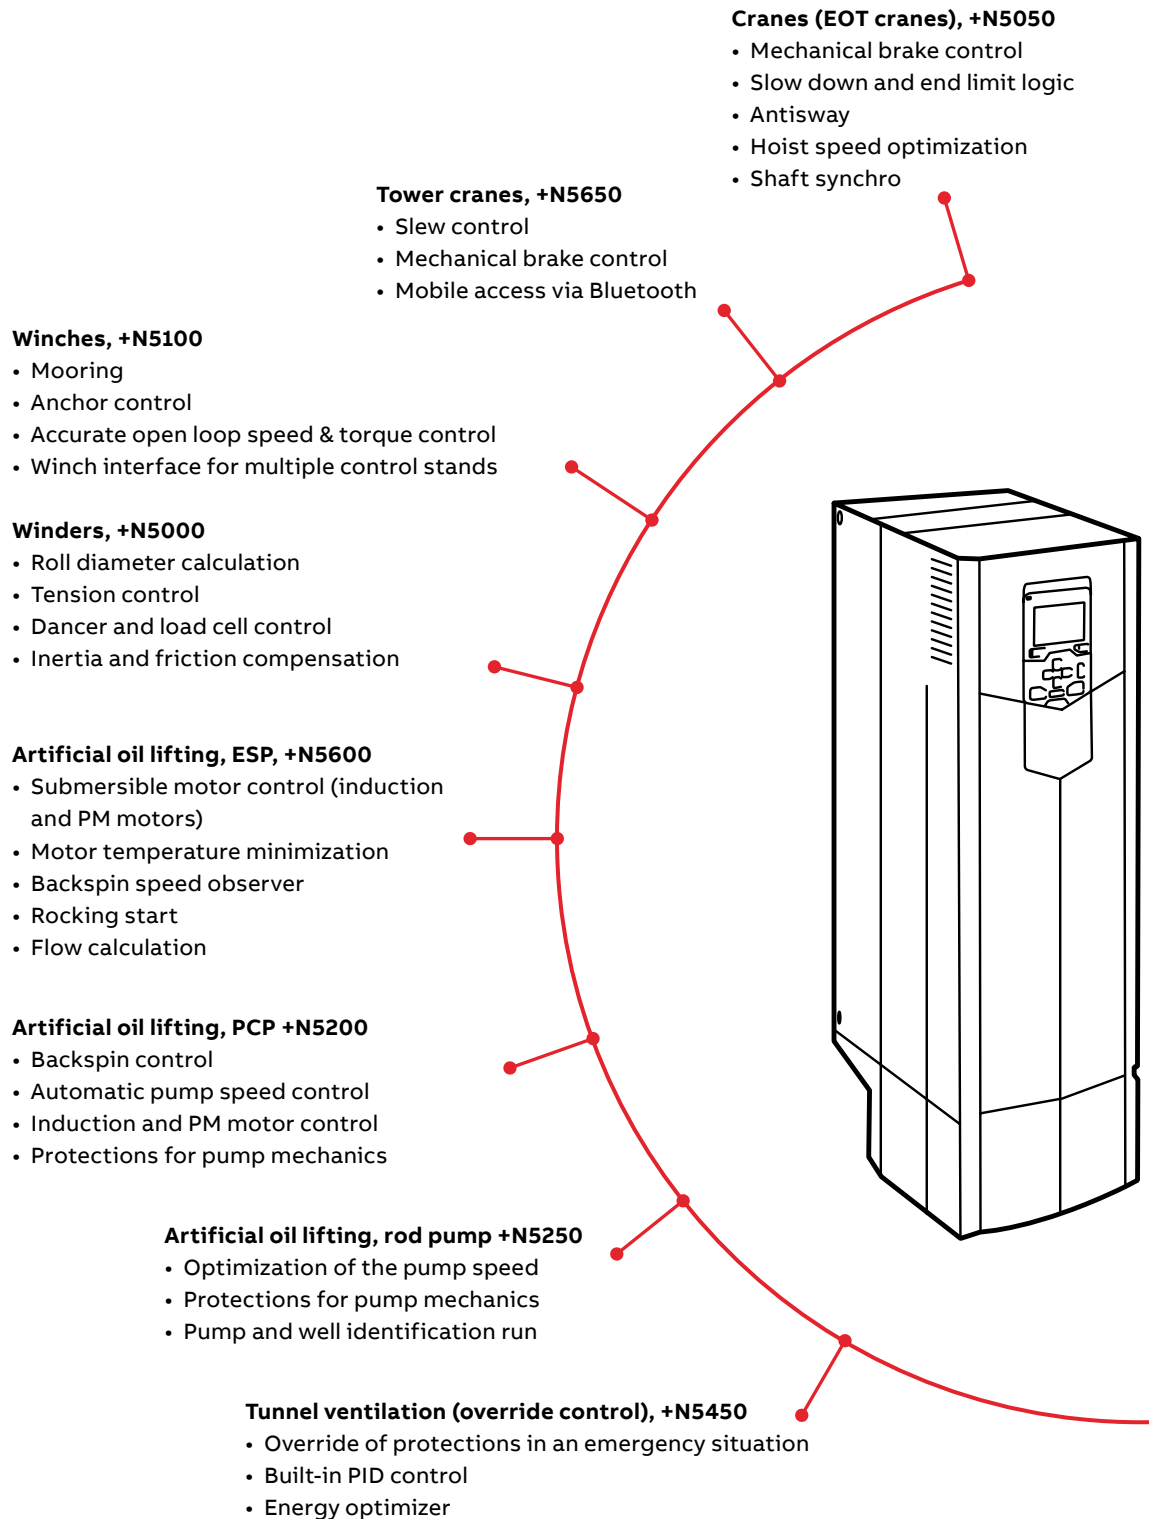 Cranes (EOT cranes), +N5050
• Mechanical brake control
• Slow down and end limit logic
• Antisway
• Hoist speed optimization
• Shaft synchro
Tower cranes, +N5650
• Slew control
• Mechanical brake control
• Mobile access via Bluetooth
Winches, +N5100
• Mooring
• Anchor control
• Accurate open loop speed & torque control
• Winch interface for multiple control stands
Winders, +N5000
• Roll diameter calculation
• Tension control
• Dancer and load cell control
• Inertia and friction compensation
Artificial oil lifting, ESP, +N5600
• Submersible motor control (induction
and PM motors)
• Motor temperature minimization
• Backspin speed observer
• Rocking start
• Flow calculation
Artificial oil lifting, PCP +N5200
• Backspin control
• Automatic pump speed control
• Induction and PM motor control
• Protections for pump mechanics
Artificial oil lifting, rod pump +N5250
• Optimization of the pump speed
• Protections for pump mechanics
• Pump and well identification run
Tunnel ventilation (override control), +N5450
• Override of protections in an emergency situation
• Built-in PID control
• Energy optimizer